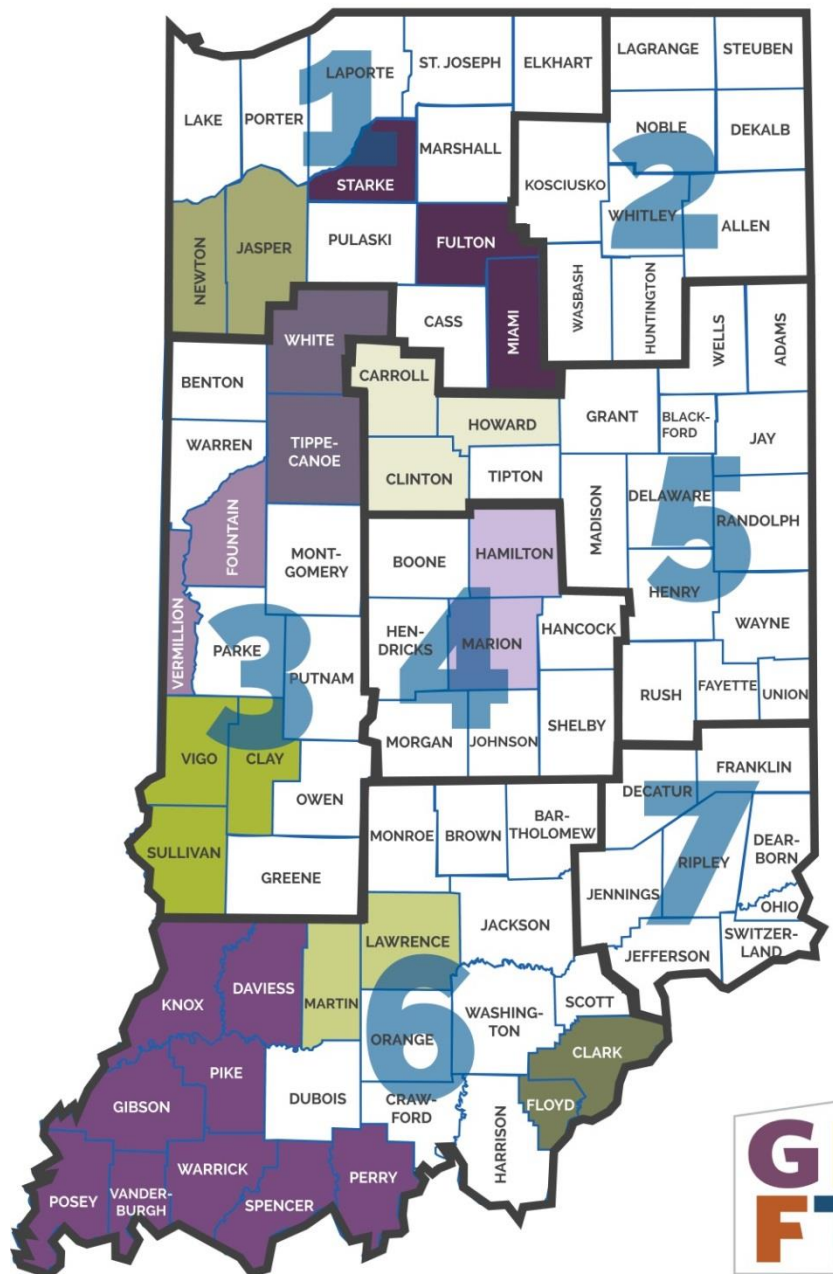 LAGRANGE
STEUBEN
ST. JOSEPH
ELKHART
LAPORTE
1
LAKE
PORTER
NOBLE
DEKALB
MARSHALL
2
STARKE
KOSCIUSKO
WHITLEY
ALLEN
NEWTON
JASPER
PULASKI
FULTON
WASBASH
HUNTINGTON
CASS
MIAMI
WELLS
ADAMS
WHITE
BENTON
CARROLL
GRANT
BLACK-
FORD
HOWARD
JAY
WARREN
TIPPE-
CANOE
CLINTON
TIPTON
MADISON
DELAWARE
5
RANDOLPH
FOUNTAIN
MONT-
GOMERY
BOONE
HAMILTON
HENRY
WAYNE
VERMILLION
PARKE
3
PUTNAM
HEN-
DRICKS
4
MARION
HANCOCK
RUSH
FAYETTE
UNION
VIGO
CLAY
MORGAN
JOHNSON
SHELBY
OWEN
FRANKLIN
DECATUR
7
SULLIVAN
GREENE
MONROE
BROWN
BAR-
THOLOMEW
DEAR-
BORN
RIPLEY
JENNINGS
OHIO
SWITZER-
LAND
JEFFERSON
JACKSON
LAWRENCE
KNOX
DAVIESS
MARTIN
6
ORANGE
WASHING-
TON
SCOTT
CLARK
PIKE
DUBOIS
GIBSON
CRAW-
FORD
FLOYD
HARRISON
WARRICK
PERRY
POSEY
VANDER-
BURGH
SPENCER
G
F